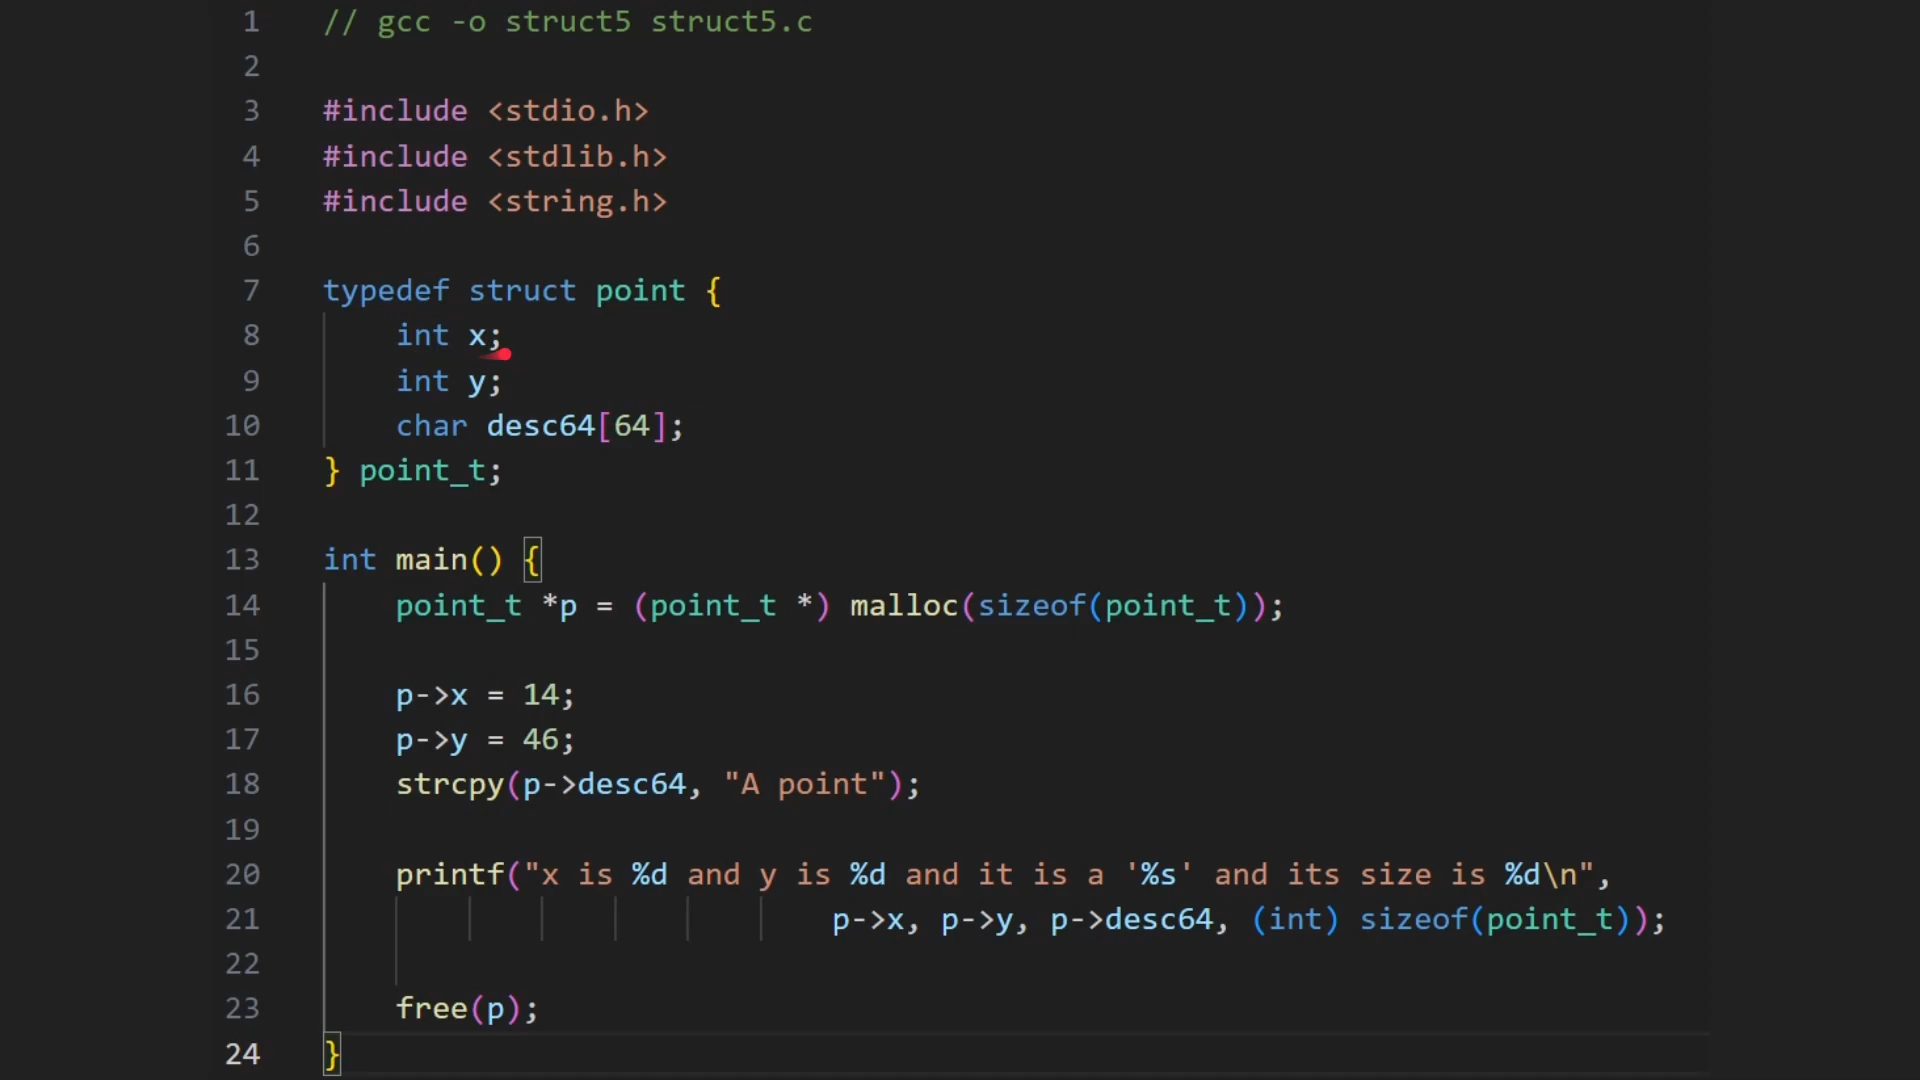 1 // gcc -o struct5 struct5.c
2
3 #include <stdio.h>
4 #include <stdlib.h>
5 #include <string.h>
6
7 typedef struct point {
8     int x;
9     int y;
10     char desc64[64];
11 } point_t;
12
13 int main() {
14     point_t *p = (point_t *) malloc(sizeof(point_t));
15
16     p->x = 14;
17     p->y = 46;
18     strcpy(p->desc64, "A point");
19
20     printf("x is %d and y is %d and it is a '%s' and its size is %d\n",
21                             p->x, p->y, p->desc64, (int) sizeof(point_t));
22
23     free(p);
24 }